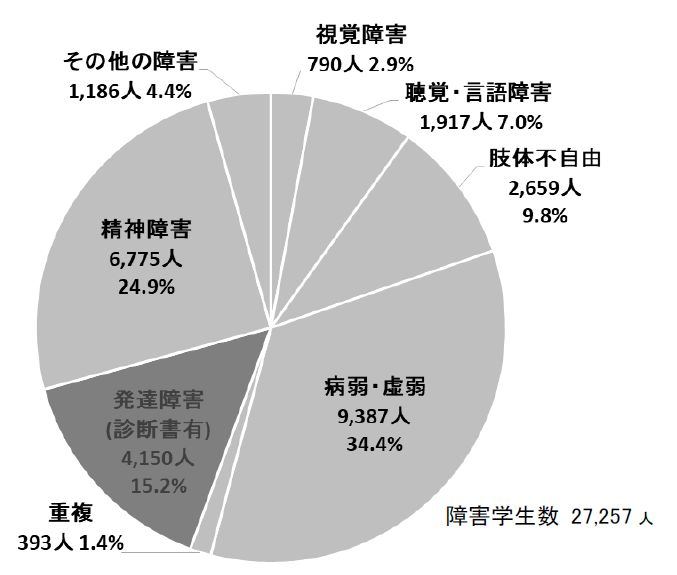 視覚障害
790人 2.9%
聴覚・言語障害
1,917人 7.0%
肢体不自由
2,659人
9.8%
病弱・虚弱
9,387人
34.4%
障害学生数 27,257 人
重複
393人 1.4%
発達障害
(診断書有)
4,150人
15.2%
精神障害
6,775人
24.9%
その他の障害
1,186人 4.4%